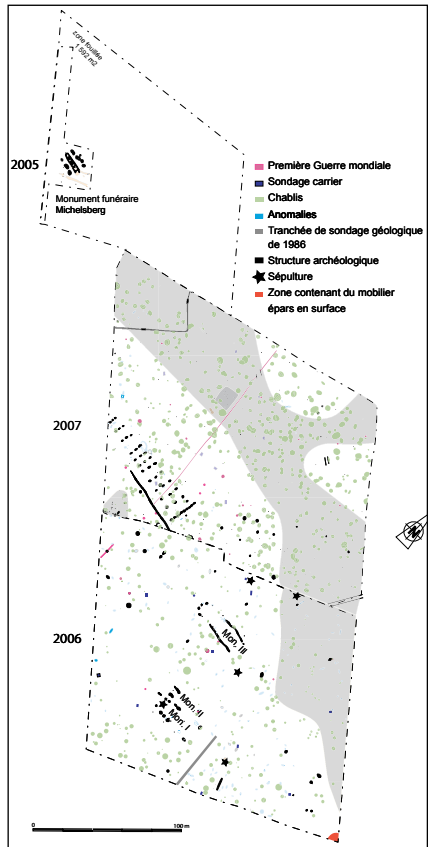 zone fouillée
1 592 m2
2005
Monument funéraire
Michelsberg
Première Guerre mondiale
Sondage carrier
Chablis
Anomalies
Tranchée de sondage géologique
de 1986
Structure archéologique
Sépulture
Zone contenant du mobilier
épars en surface
2007
N
2006
Mon. III
Mon. II
Mon. I
0
100 m